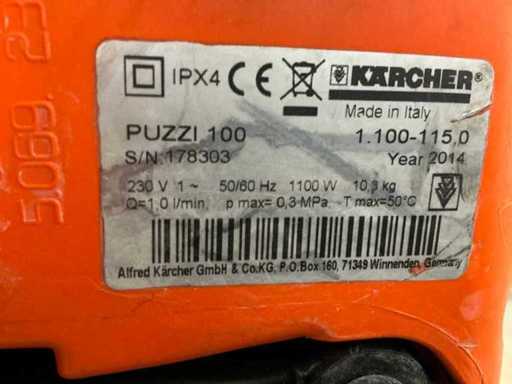 5069. 23
IPX4 CE KÄRCHER®
Made in Italy
PUZZI 100 1.100-115.0
S/N:178303 Year 2014
230 V 1~ 50/60 Hz 1100 W 10,3 kg
Q=1,0 l/min. p max= 0,3 MPa. T max=50°C
Alfred Kärcher GmbH & Co.KG, P.O.Box 160, 71349 Winnenden, Germany